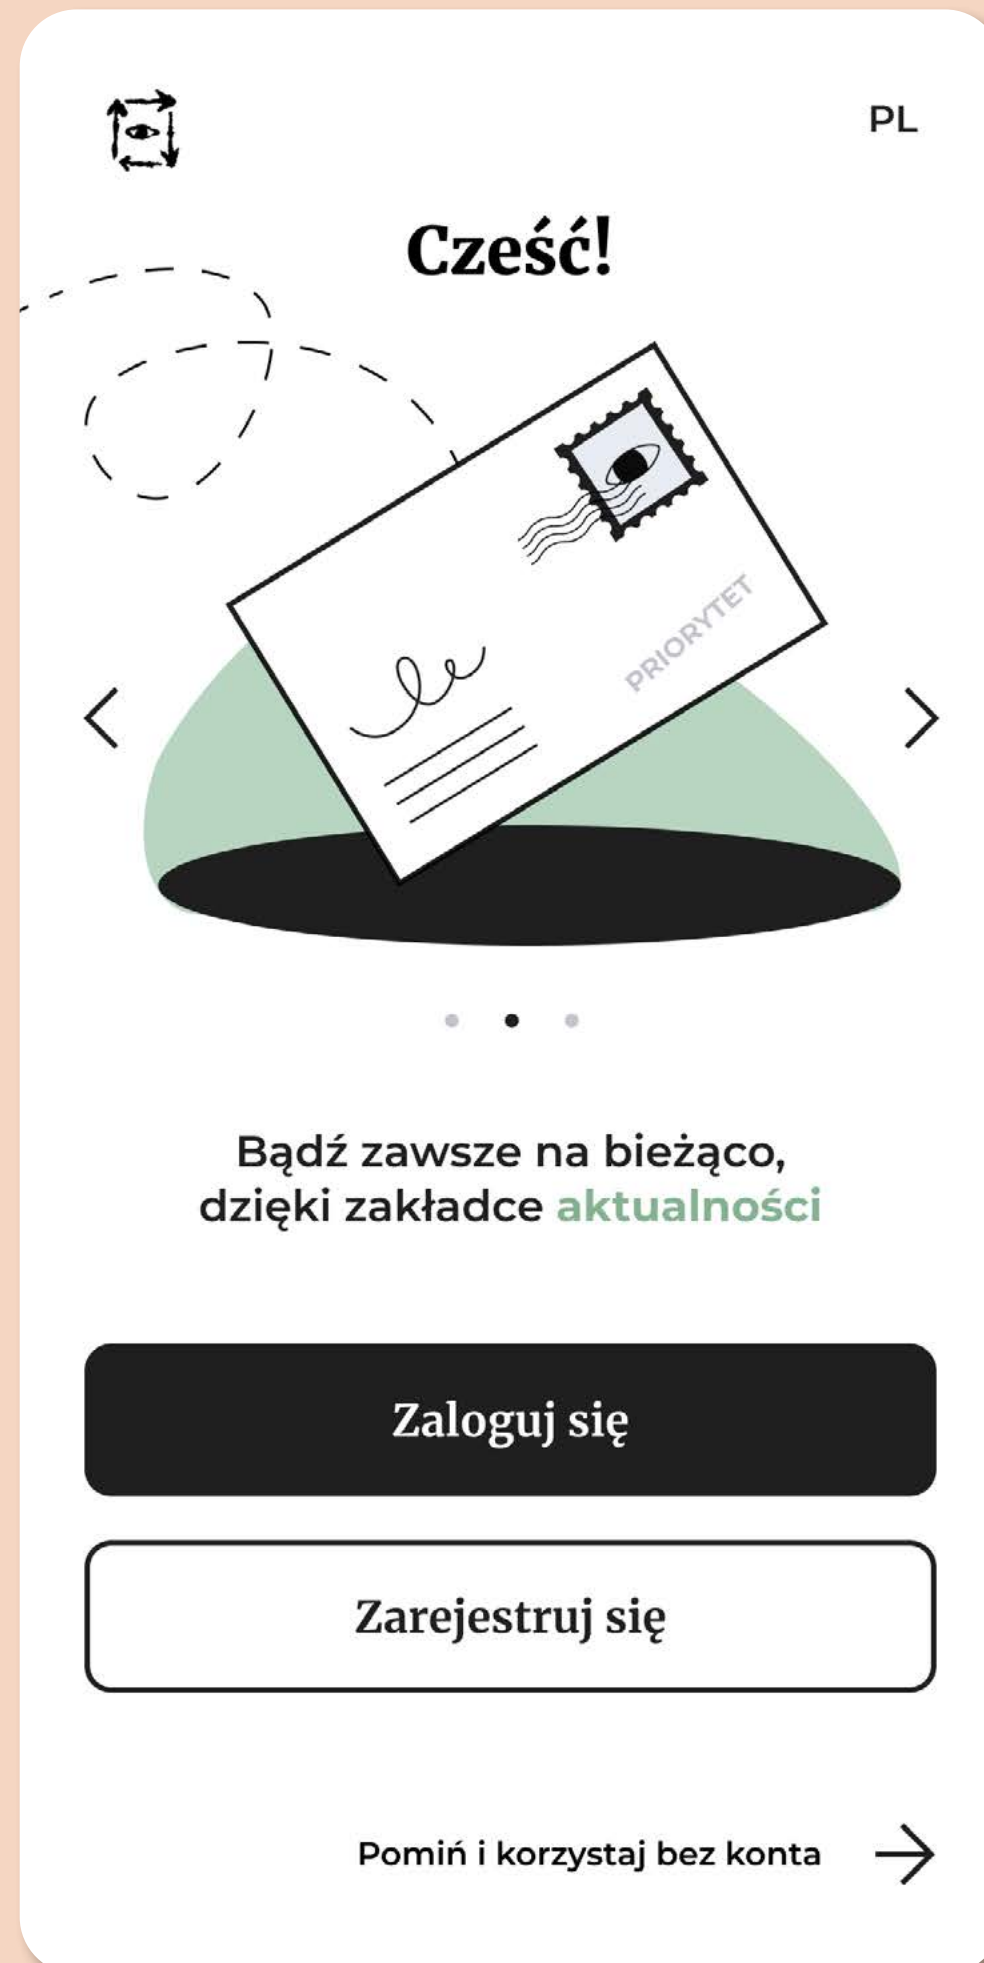 PL
Cześć!
PRIORYTET
Bądź zawsze na bieżąco,
dzięki zakładce aktualności
Zaloguj się
Zarejestruj się
Pomiń i korzystaj bez konta